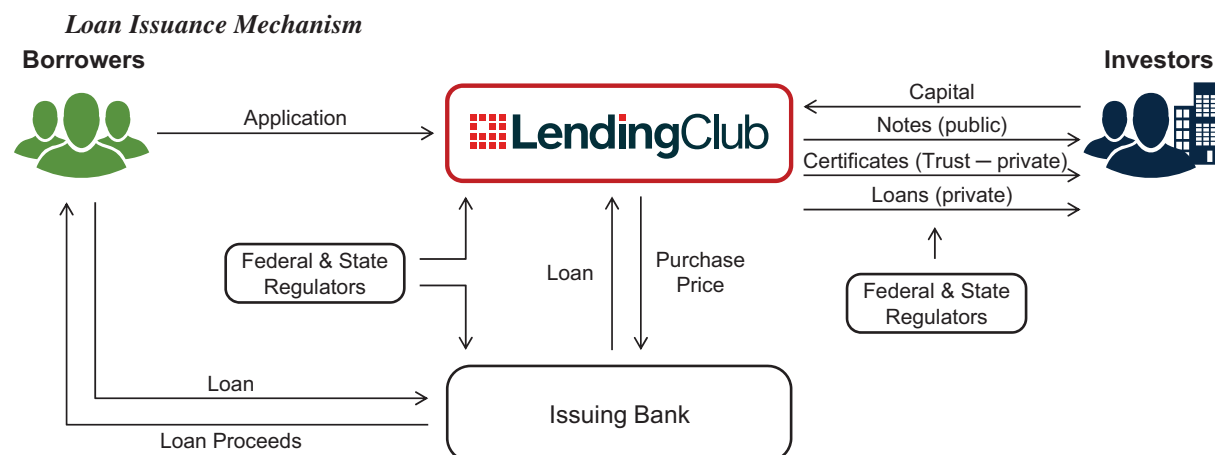 Loan Issuance Mechanism
Borrowers
Investors
Application
LendingClub
Capital
Notes (public)
Certificates (Trust — private)
Loans (private)
Federal & State
Regulators
Loan
Purchase
Price
Federal & State
Regulators
Loan
Issuing Bank
Loan Proceeds